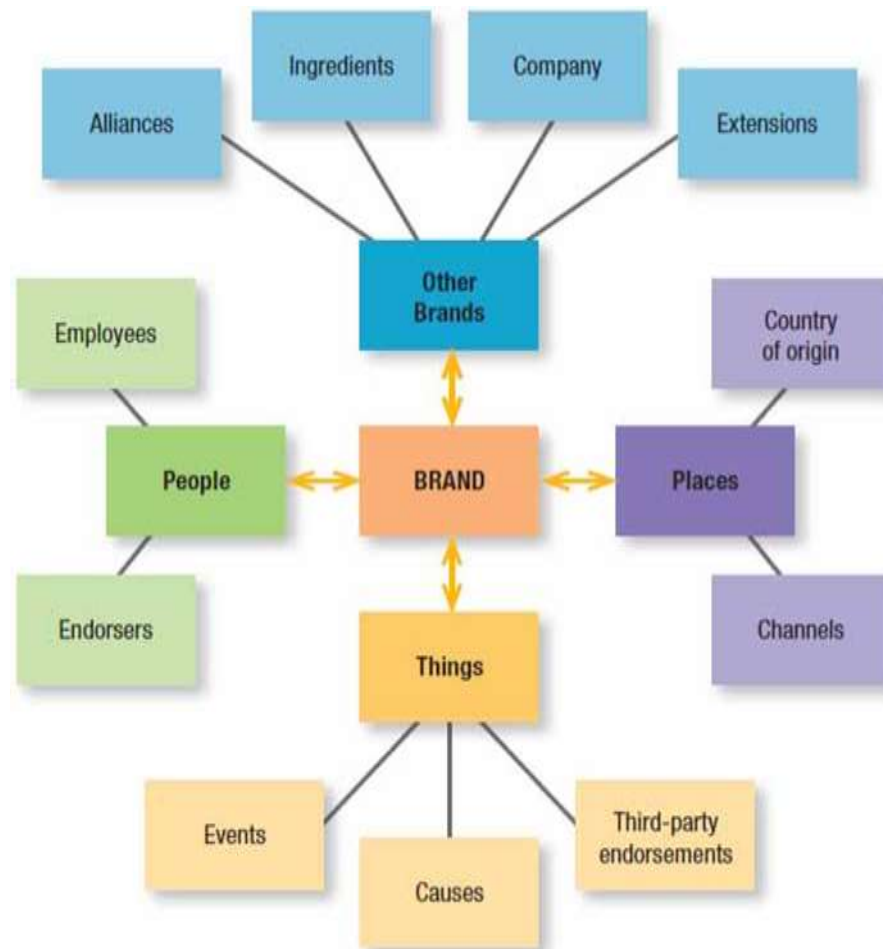 Ingredients
Company
Alliances
Extensions
Other
Brands
Employees
Country
of origin
People
BRAND
Places
Endorsers
Channels
Things
Events
Third-party
endorsements
Causes